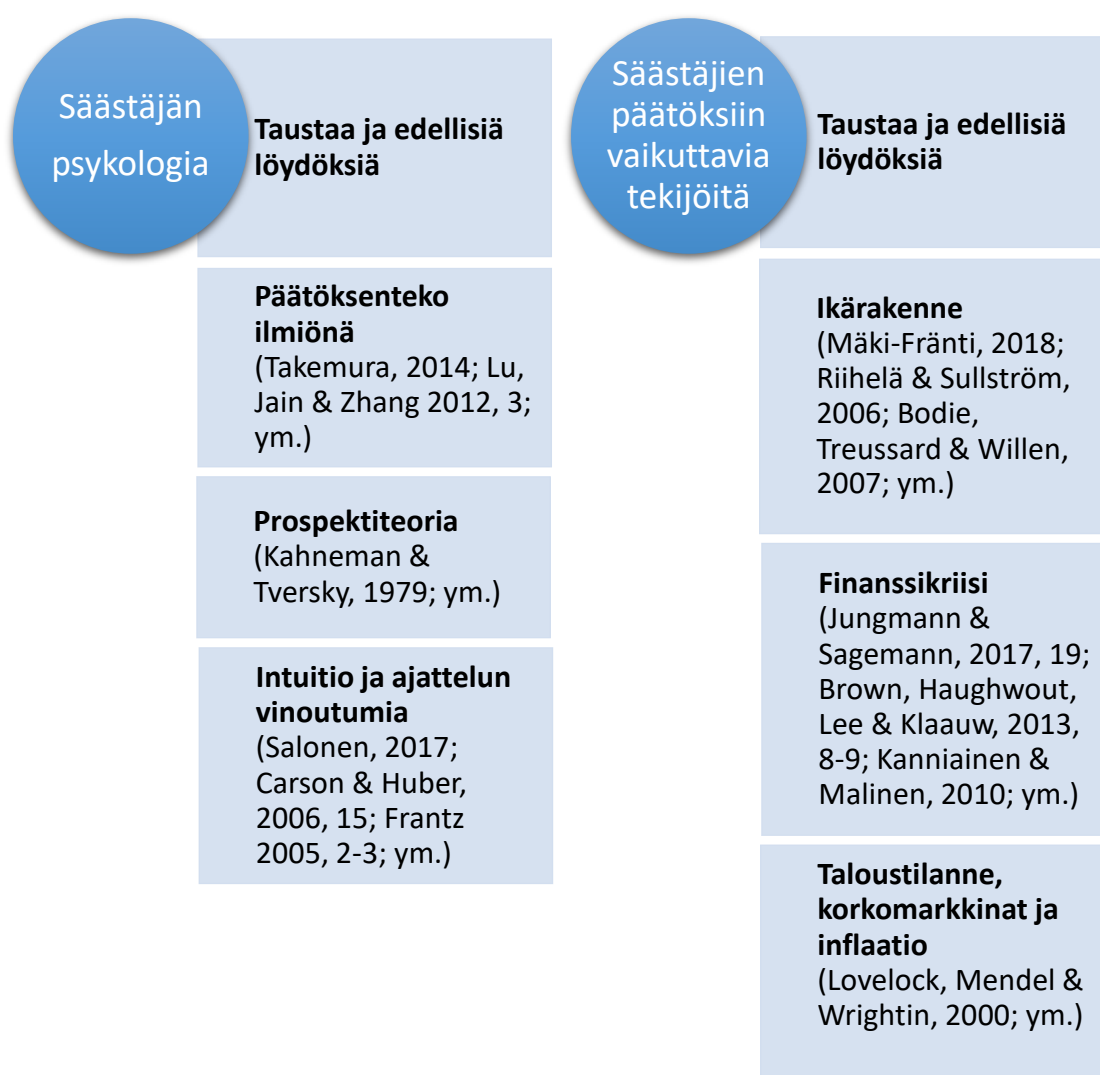 Säästäjän
psykologia
Taustaa ja edellisiä
löydöksiä
Päätöksenteko
ilmiönä
(Takemura, 2014; Lu,
Jain & Zhang 2012, 3;
ym.)
Prospektiteoria
(Kahneman &
Tversky, 1979; ym.)
Intuitio ja ajattelun
vinoutumia
(Salonen, 2017;
Carson & Huber,
2006, 15; Frantz
2005, 2-3; ym.)
Säästäjien
päätöksiin
vaikuttavia
tekijöitä
Taustaa ja edellisiä
löydöksiä
Ikärakenne
(Mäki-Fränti, 2018;
Riihelä & Sullström,
2006; Bodie,
Treussard & Willen,
2007; ym.)
Finanssikriisi
(Jungmann &
Sagemann, 2017, 19;
Brown, Haughwout,
Lee & Klaauw, 2013,
8-9; Kanniainen &
Malinen, 2010; ym.)
Taloustilanne,
korkomarkkinat ja
inflaatio
(Lovelock, Mendel &
Wrightin, 2000; ym.)